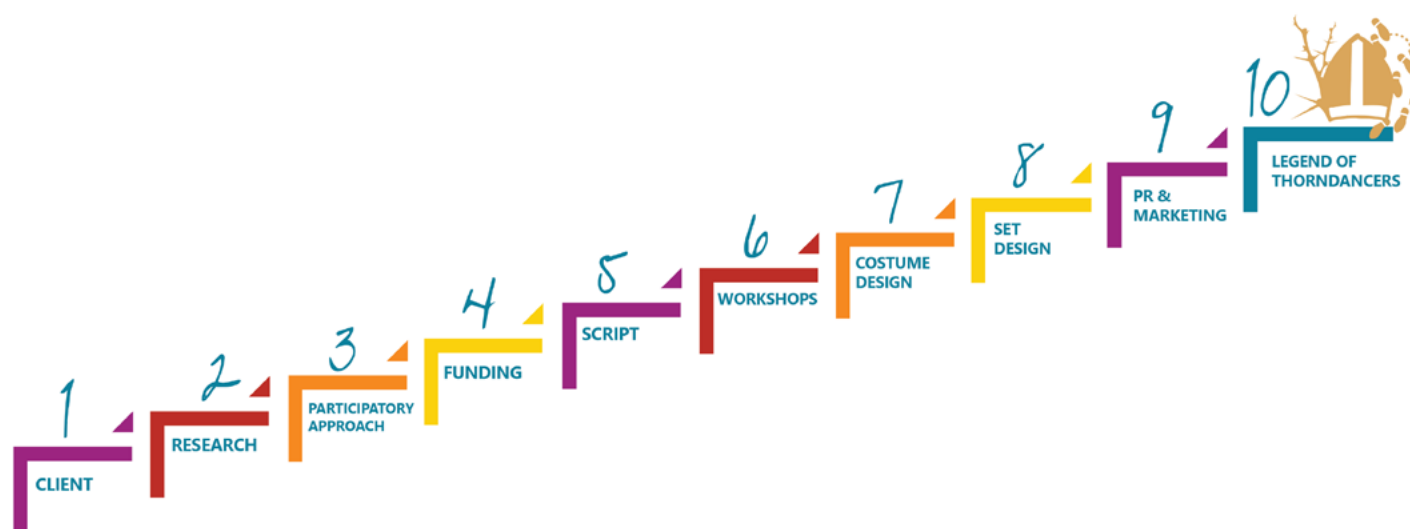 1
CLIENT
2
RESEARCH
3
PARTICIPATORY
APPROACH
4
FUNDING
5
SCRIPT
6
WORKSHOPS
7
COSTUME
DESIGN
8
SET
DESIGN
9
PR &
MARKETING
10
LEGEND OF
THORNDANCERS